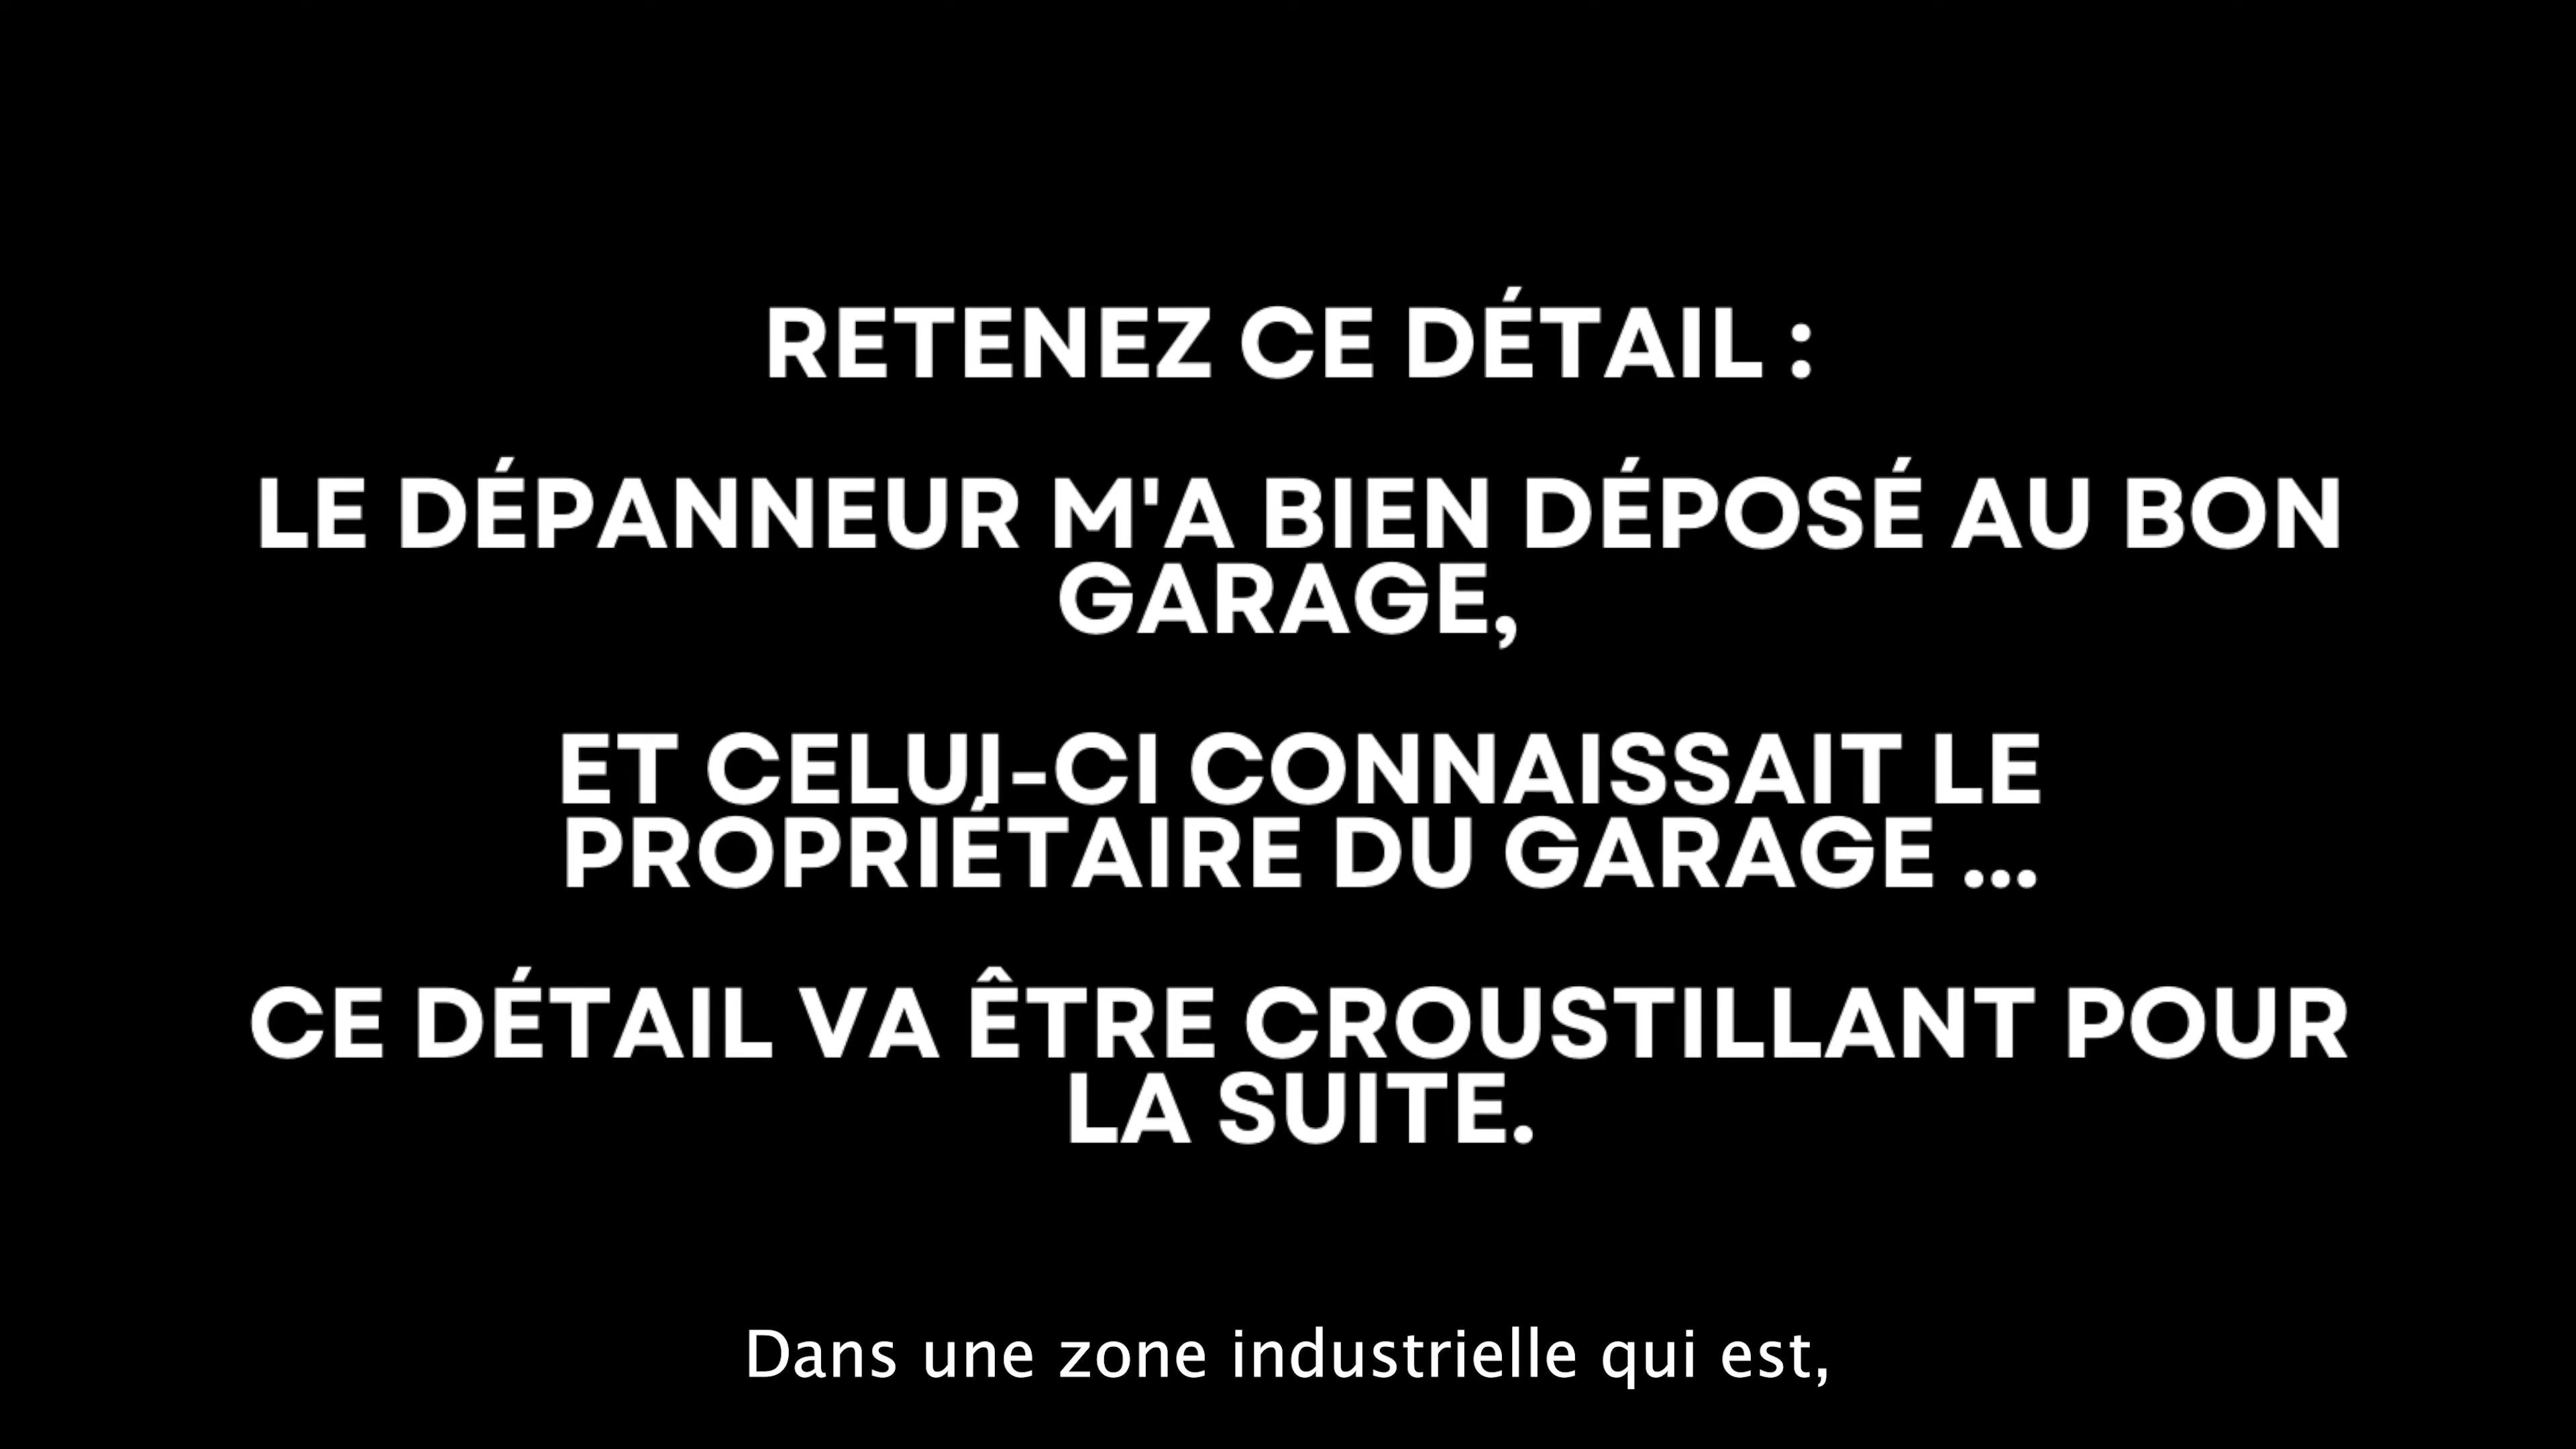 RETENEZ CE DÉTAIL :
LE DÉPANNEUR M'A BIEN DÉPOSÉ AU BON
GARAGE,
ET CELUI-CI CONNAISSAIT LE
PROPRIÉTAIRE DU GARAGE ...
CE DÉTAIL VA ÊTRE CROUSTILLANT POUR
LA SUITE.
Dans une zone industrielle qui est,